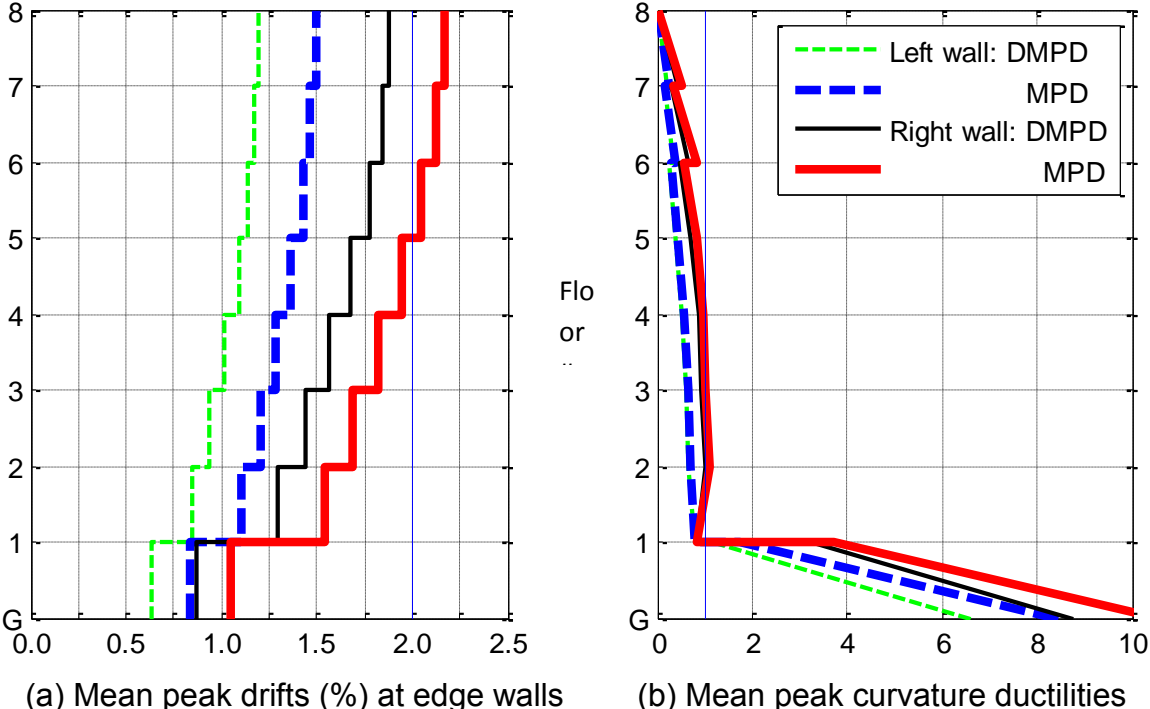 8
7
6
5
4
3
2
1
G
0.0 0.5 1.0 1.5 2.0 2.5
(a) Mean peak drifts (%) at edge walls
Flo
or
8
7
6
5
4
3
2
1
G
0 2 4 6 8 10
Left wall: DMPD
MPD
Right wall: DMPD
MPD
(b) Mean peak curvature ductilities